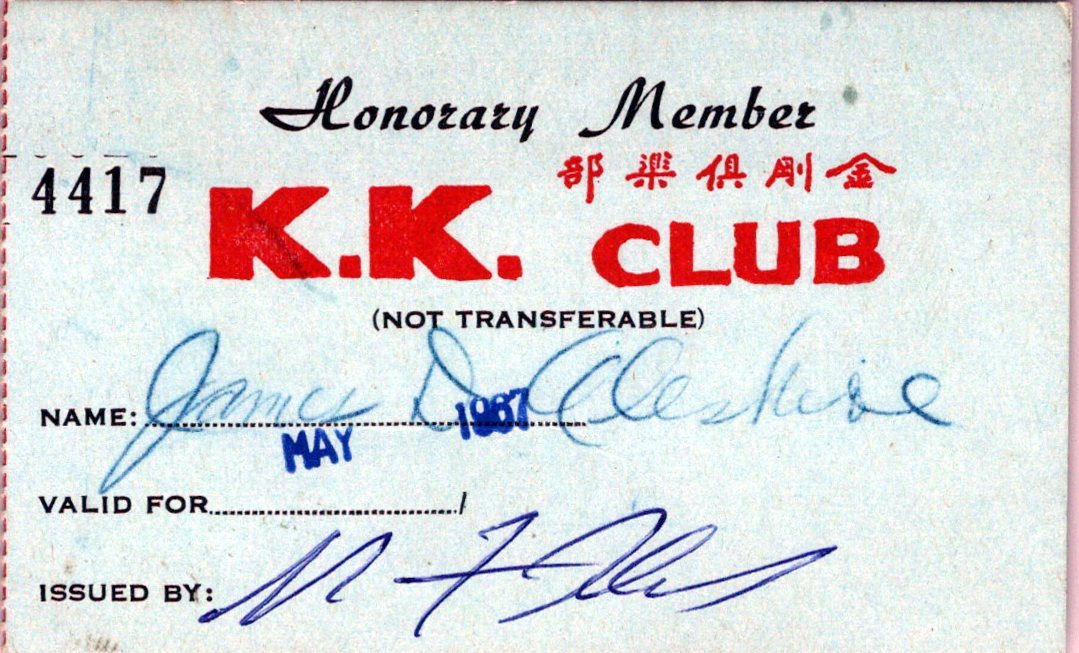 Honorary Member
4417
金剛俱樂部
K.K. CLUB
(NOT TRANSFERABLE)
NAME: James D. Aleshire
MAY 1967
VALID FOR /
ISSUED BY: